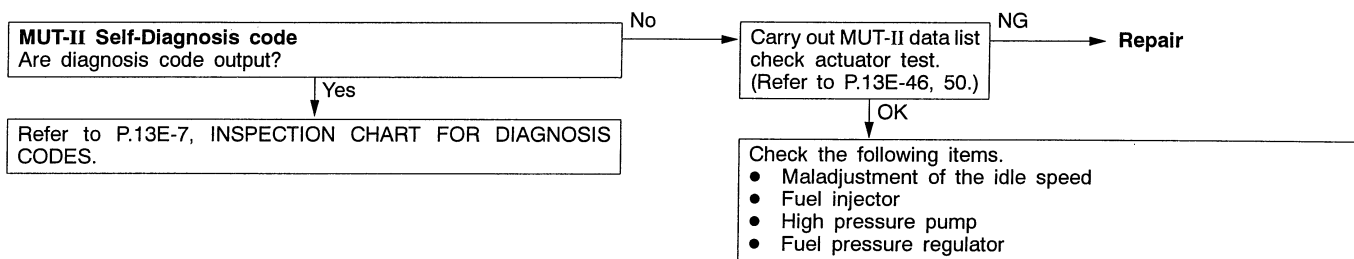 MUT-II Self-Diagnosis code
Are diagnosis code output?
No
Yes
Refer to P.13E-7, INSPECTION CHART FOR DIAGNOSIS
CODES.
Carry out MUT-II data list
check actuator test.
(Refer to P.13E-46, 50.)
NG
Repair
OK
Check the following items.
● Maladjustment of the idle speed
● Fuel injector
● High pressure pump
● Fuel pressure regulator